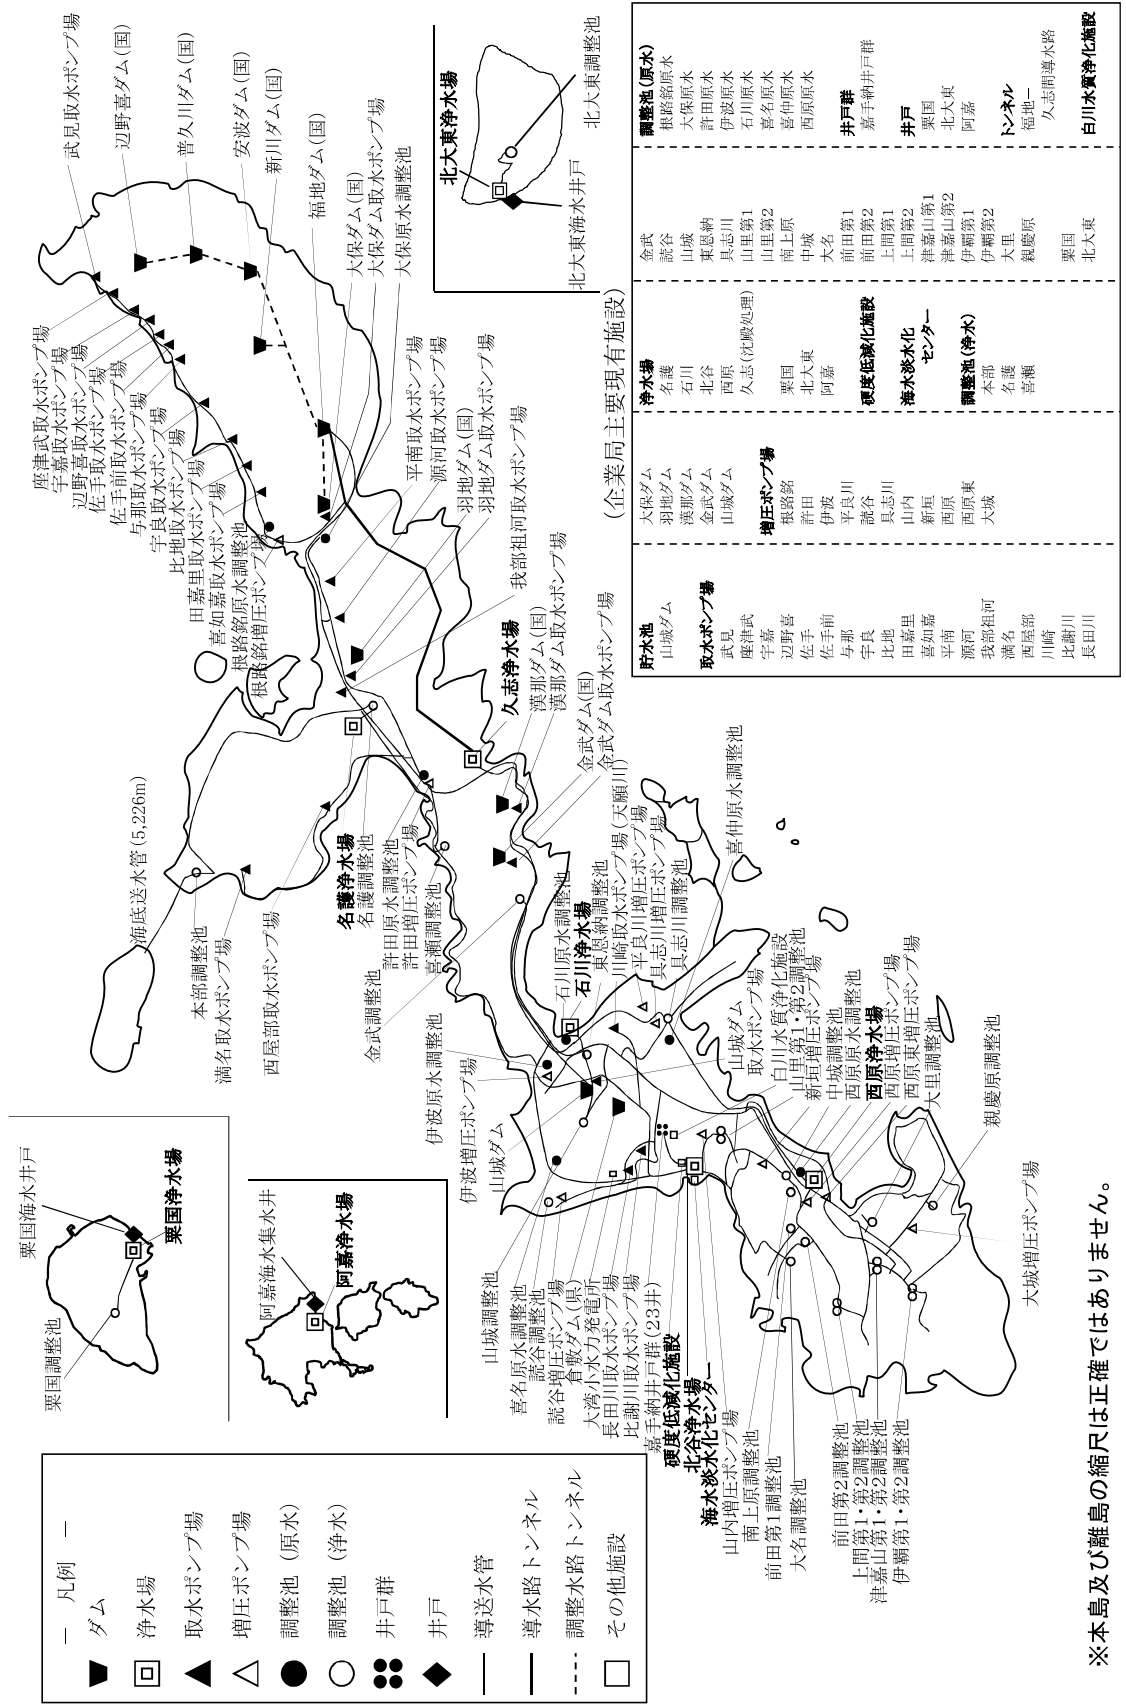 武見取水ポンプ場
辺野喜ダム(国)
普久川ダム(国)
安波ダム(国)
新川ダム(国)
福地ダム(国)
大保ダム(国)
大保ダム取水ポンプ場
大保原水調整池
座津武取水ポンプ場
宇嘉取水ポンプ場
辺野喜取水ポンプ場
佐手取水ポンプ場
佐手前取水ポンプ場
与那取水ポンプ場
宇良取水ポンプ場
比地取水ポンプ場
田嘉里取水ポンプ場
喜如嘉取水ポンプ場
根路銘原水調整池
根路銘増圧ポンプ場
平南取水ポンプ場
源河取水ポンプ場
羽地ダム(国)
羽地ダム取水ポンプ場
我部祖河取水ポンプ場
久志浄水場
漢那ダム(国)
漢那ダム取水ポンプ場
金武ダム(国)
金武ダム取水ポンプ場
北大東浄水場
北大東調整池
北大東海水井戸
海底送水管(5,226m)
本部調整池
満名取水ポンプ場
西屋部取水ポンプ場
名護浄水場
名護調整池
許田原水調整池
許田増圧ポンプ場
喜瀬調整池
金武調整池
伊波原水調整池
伊波増圧ポンプ場
山城ダム
石川原水調整池
石川浄水場
東恩納調整池
川崎取水ポンプ場(天願川)
平良川増圧ポンプ場
具志川増圧ポンプ場
具志川調整池
喜仲原水調整池
山城ダム
取水ポンプ場
白川水質浄化施設
山里第1・第2調整池
新垣増圧ポンプ場
中城調整池
西原原水調整池
西原浄水場
西原増圧ポンプ場
西原東増圧ポンプ場
大里調整池
親慶原調整池
大城増圧ポンプ場
山城調整池
喜名原水調整池
読谷調整池
読谷増圧ポンプ場
倉敷ダム(県)
大湾小水力発電所
長田川取水ポンプ場
比謝川取水ポンプ場
嘉手納井戸群(23井)
硬度低減化施設
北谷浄水場
海水淡水化センター
山内増圧ポンプ場
南上原調整池
前田第1調整池
大名調整池
前田第2調整池
上間第1・第2調整池
津嘉山第1・第2調整池
伊覇第1・第2調整池
粟国海水井戸
粟国浄水場
粟国調整池
阿嘉海水集水井
阿嘉浄水場
― 凡例 ―
ダム
浄水場
取水ポンプ場
増圧ポンプ場
調整池 (原水)
調整池 (浄水)
井戸群
井戸
導送水管
導水路トンネル
調整水路トンネル
その他施設
(企業局主要現有施設)
貯水池
山城ダム
取水ポンプ場
武見
座津武
宇嘉
辺野喜
佐手
佐手前
与那
宇良
比地
田嘉里
喜如嘉
平南
源河
我部祖河
満名
西屋部
川崎
比謝川
長田川
大保ダム
羽地ダム
漢那ダム
金武ダム
山城ダム
増圧ポンプ場
根路銘
許田
伊波
平良川
読谷
具志川
山内
新垣
西原
西原東
大城
浄水場
名護
石川
北谷
西原
久志(沈殿処理)
粟国
北大東
阿嘉
硬度低減化施設
海水淡水化
センター
調整池(浄水)
本部
名護
喜瀬
金武
読谷
山城
東恩納
具志川
山里第1
山里第2
南上原
中城
大名
前田第1
前田第2
上間第1
上間第2
津嘉山第1
津嘉山第2
伊覇第1
伊覇第2
大里
親慶原
粟国
北大東
調整池(原水)
根路銘原水
大保原水
許田原水
伊波原水
石川原水
喜名原水
喜仲原水
西原原水
井戸群
嘉手納井戸群
井戸
粟国
北大東
阿嘉
トンネル
福地―
久志間導水路
白川水質浄化施設
※本島及び離島の縮尺は正確ではありません。